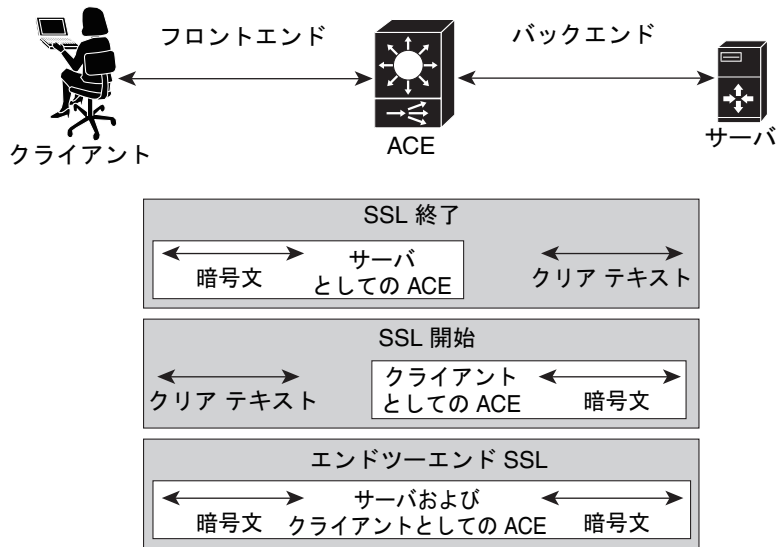 フロントエンド
バックエンド
クライアント
ACE
サーバ
SSL 終了
暗号文
サーバ
としての ACE
クリア テキスト
SSL 開始
クリア テキスト
クライアント
としての ACE
暗号文
エンドツーエンド SSL
暗号文
サーバおよび
クライアントとしての ACE
暗号文